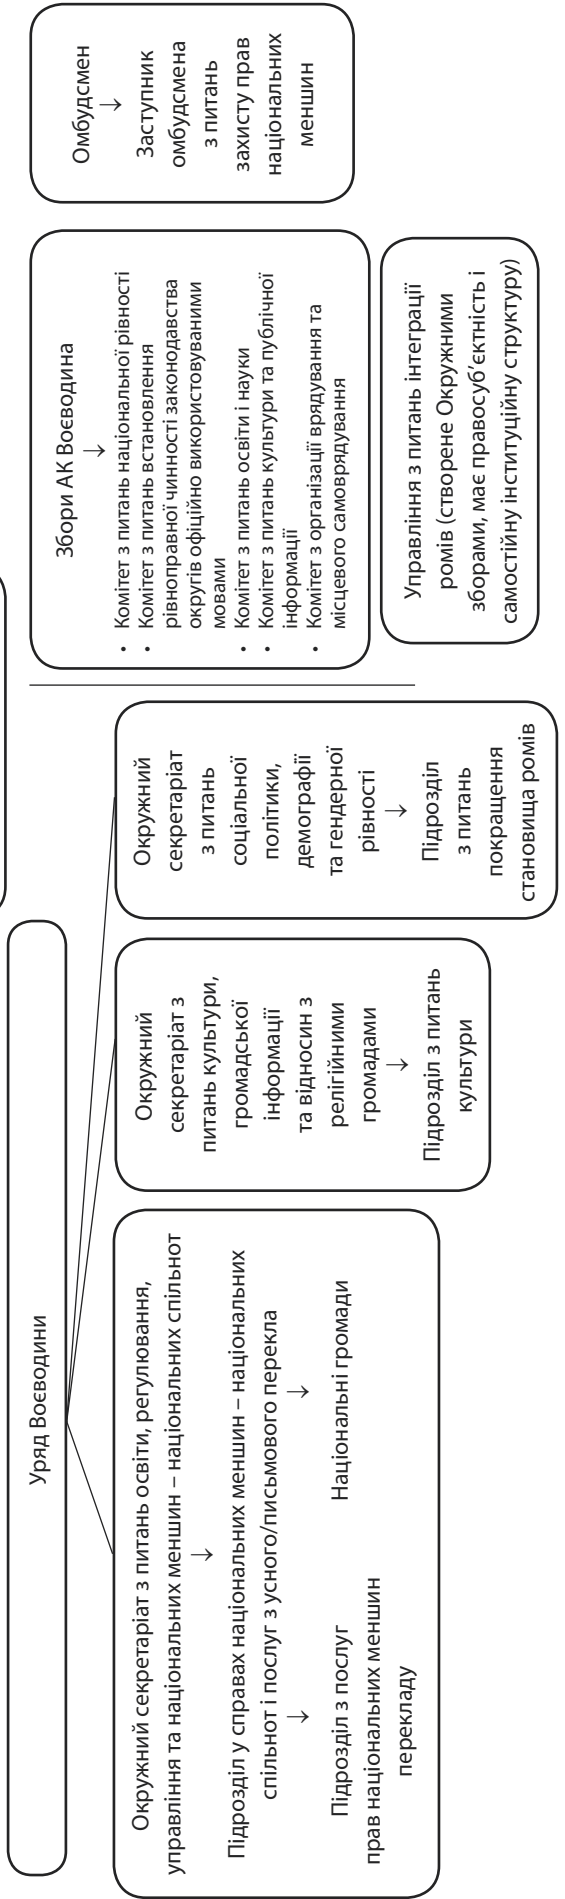 Уряд Воєводини
Окружний секретаріат з питань освіти, регулювання,
управління та національних меншин – національних спільнот
↓
Підрозділ у справах національних меншин – національних
спільнот і послуг з усного/письмового перекла
↓ ↓
Підрозділ з послуг
прав національних меншин
перекладу
Національні громади
Окружний
секретаріат з
питань культури,
громадської
інформації
та відносин з
релігійними
громадами
↓
Підрозділ з питань
культури
Окружний
секретаріат
з питань
соціальної
політики,
демографії
та гендерної
рівності
↓
Підрозділ
з питань
покращення
становища ромів
Збори АК Воєводина
↓
• Комітет з питань національної рівності
• Комітет з питань встановлення
рівноправної чинності законодавства
округів офіційно використовуваними
мовами
• Комітет з питань освіти і науки
• Комітет з питань культури та публічної
інформації
• Комітет з організації врядування та
місцевого самоврядування
Управління з питань інтеграції
ромів (створене Окружними
зборами, має правосуб’єктність і
самостійну інституційну структуру)
Омбудсмен
↓
Заступник
омбудсмена
з питань
захисту прав
національних
меншин